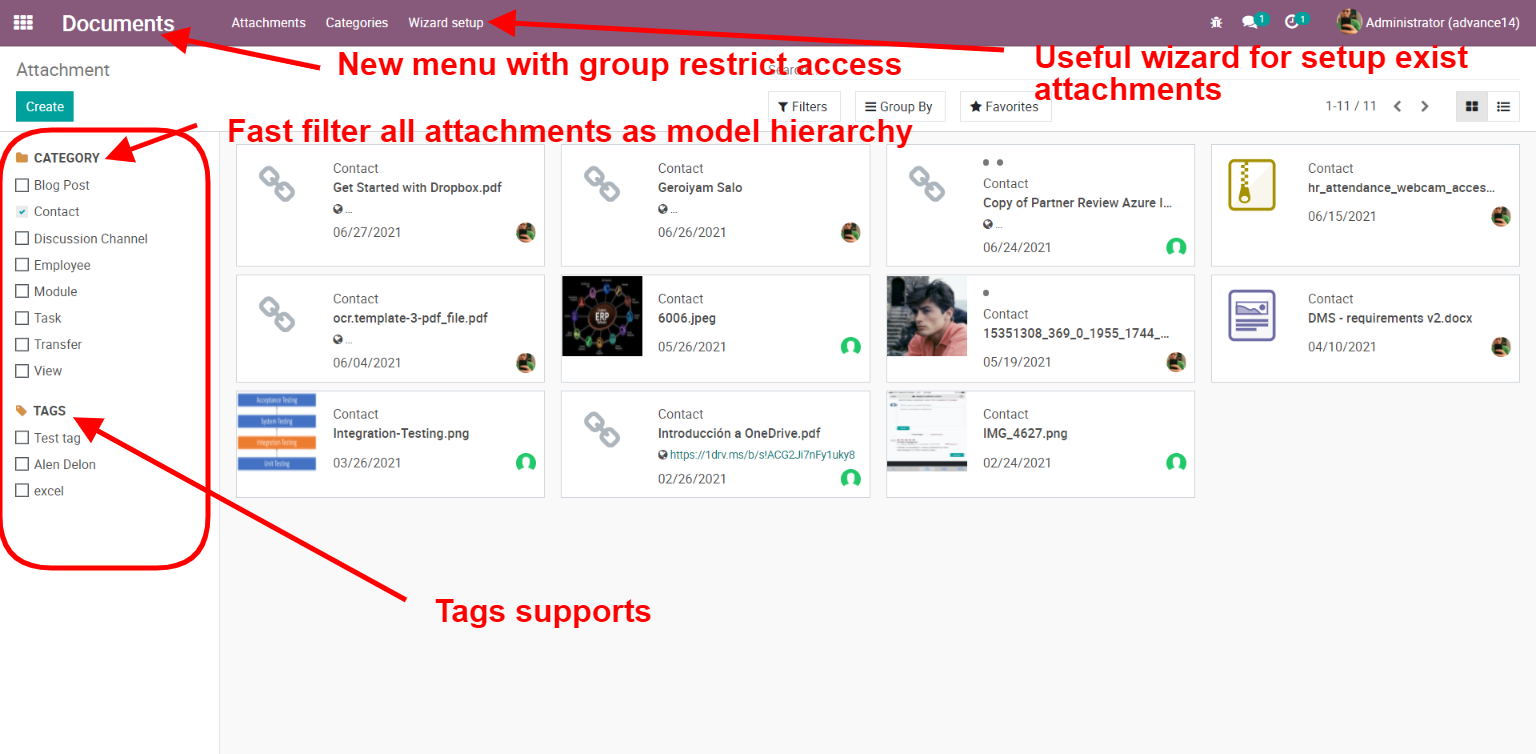 Documents
Attachments
Categories
Wizard setup
1
1
Administrator (advance14)
New menu with group restrict access
Useful wizard for setup exist
attachments
Attachment
Search...
Create
Filters
Group By
Favorites
1-11 / 11
Fast filter all attachments as model hierarchy
CATEGORY
Blog Post
Contact
Discussion Channel
Employee
Module
Task
Transfer
View
TAGS
Test tag
Alen Delon
excel
Contact
Get Started with Dropbox.pdf
...
06/27/2021
Contact
Geroiyam Salo
...
06/26/2021
Contact
Copy of Partner Review Azure I...
...
06/24/2021
Contact
hr_attendance_webcam_acces...
06/15/2021
Contact
ocr.template-3-pdf_file.pdf
...
06/04/2021
ERP
Contact
6006.jpeg
05/26/2021
Contact
15351308_369_0_1955_1744_...
05/19/2021
Contact
DMS - requirements v2.docx
04/10/2021
Acceptance Testing
System Testing
Integration Testing
Unit Testing
Contact
Integration-Testing.png
03/26/2021
Contact
Introducción a OneDrive.pdf
https://1drv.ms/b/s!ACG2Ji7nFy1uky8
02/26/2021
Contact
IMG_4627.png
02/24/2021
Tags supports